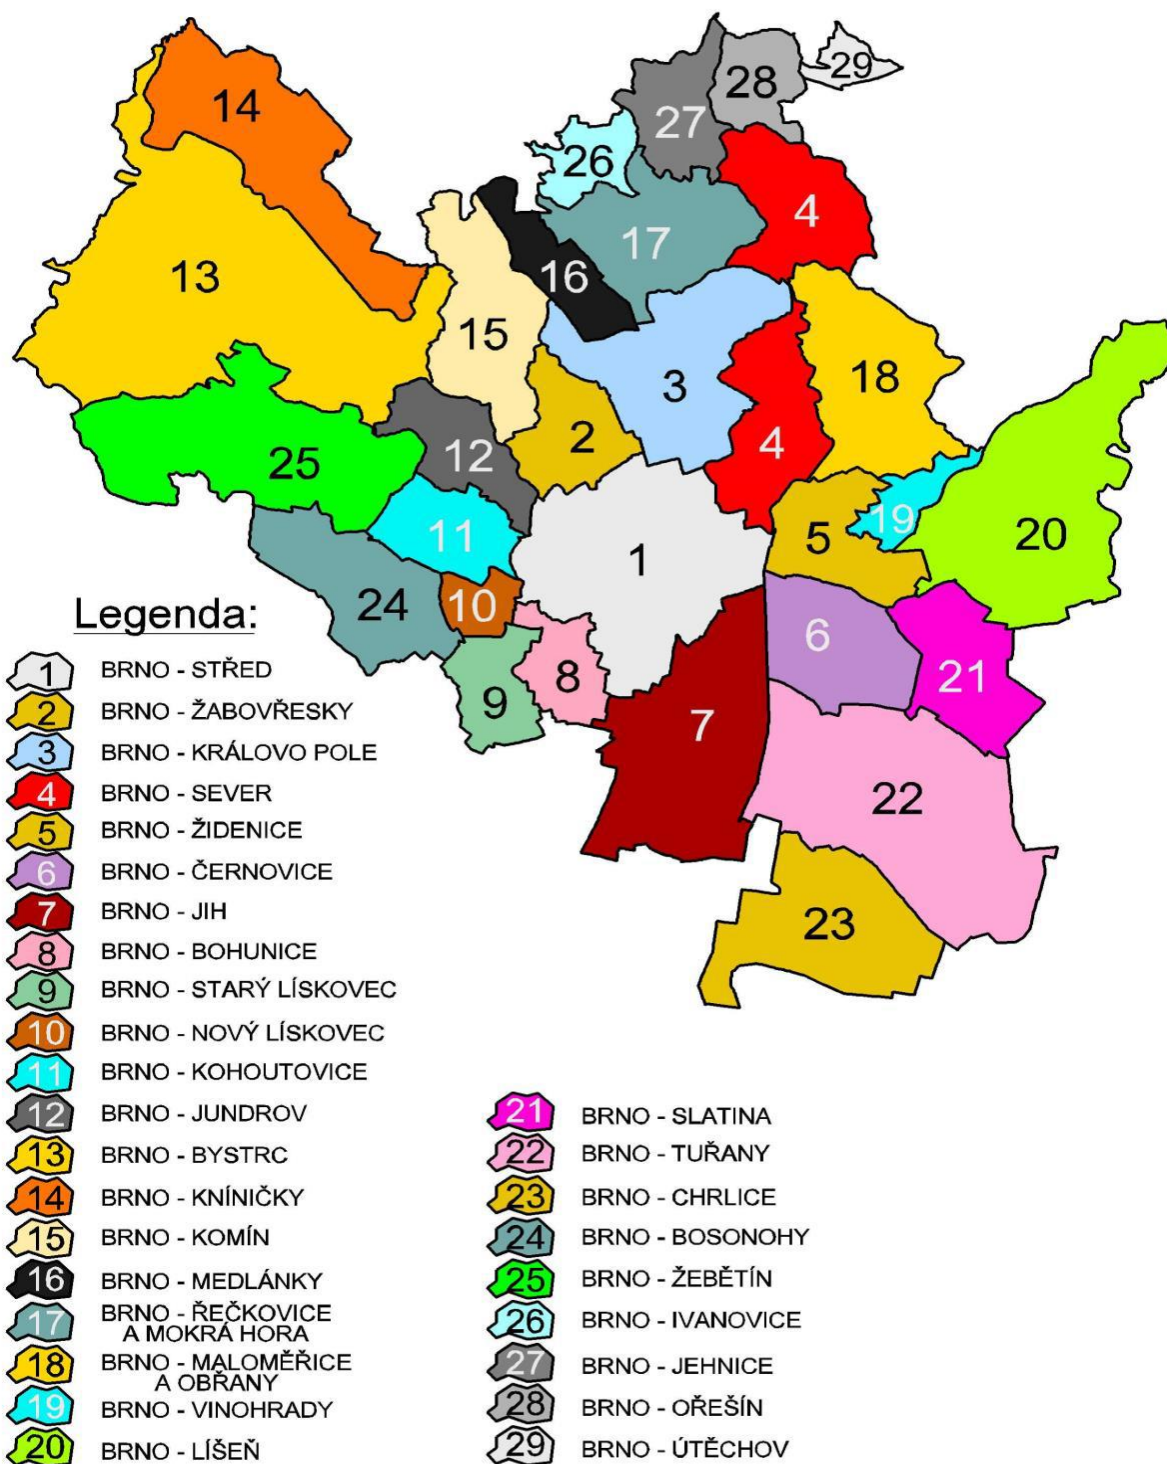 14
29
28
27
26
4
17
13
16
15
3
18
2
4
12
25
19
5
20
11
1
24
10
6
8
21
9
7
22
23
Legenda:
1 BRNO - STŘED
2 BRNO - ŽABOVŘESKY
3 BRNO - KRÁLOVO POLE
4 BRNO - SEVER
5 BRNO - ŽIDENICE
6 BRNO - ČERNOVICE
7 BRNO - JIH
8 BRNO - BOHUNICE
9 BRNO - STARÝ LÍSKOVEC
10 BRNO - NOVÝ LÍSKOVEC
11 BRNO - KOHOUTOVICE
12 BRNO - JUNDROV
13 BRNO - BYSTRC
14 BRNO - KNÍNIČKY
15 BRNO - KOMÍN
16 BRNO - MEDLÁNKY
17 BRNO - ŘEČKOVICE
A MOKRÁ HORA
18 BRNO - MALOMĚŘICE
A OBŘANY
19 BRNO - VINOHRADY
20 BRNO - LÍŠEŇ
21 BRNO - SLATINA
22 BRNO - TUŘANY
23 BRNO - CHRLICE
24 BRNO - BOSONOHY
25 BRNO - ŽEBĚTÍN
26 BRNO - IVANOVICE
27 BRNO - JEHNICE
28 BRNO - OŘEŠÍN
29 BRNO - ÚTĚCHOV